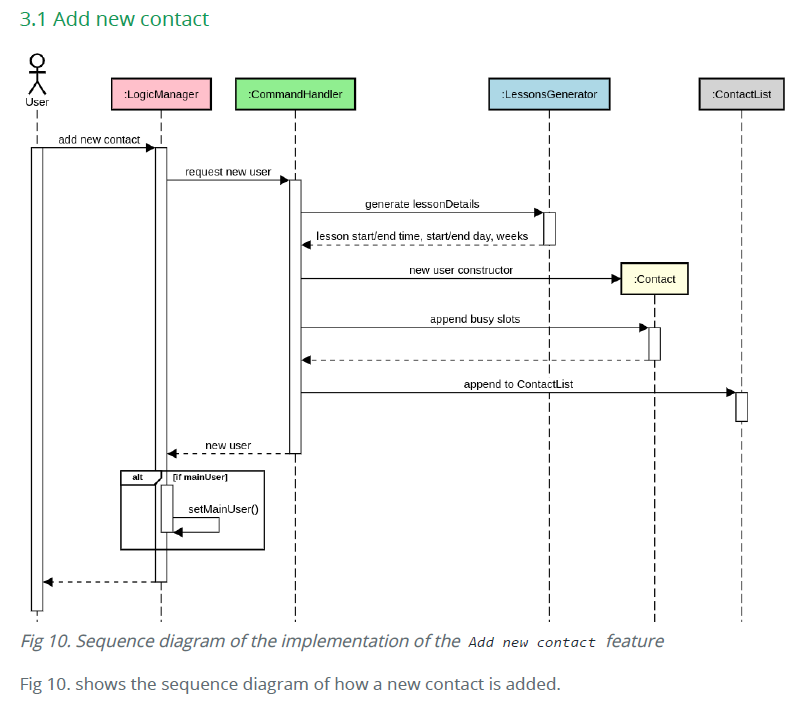 3.1 Add new contact
User
:LogicManager
:CommandHandler
:LessonsGenerator
:ContactList
add new contact
request new user
generate lessonDetails
lesson start/end time, start/end day, weeks
new user constructor
:Contact
append busy slots
append to ContactList
new user
alt
[if mainUser]
setMainUser()
Fig 10. Sequence diagram of the implementation of the Add new contact feature
Fig 10. shows the sequence diagram of how a new contact is added.